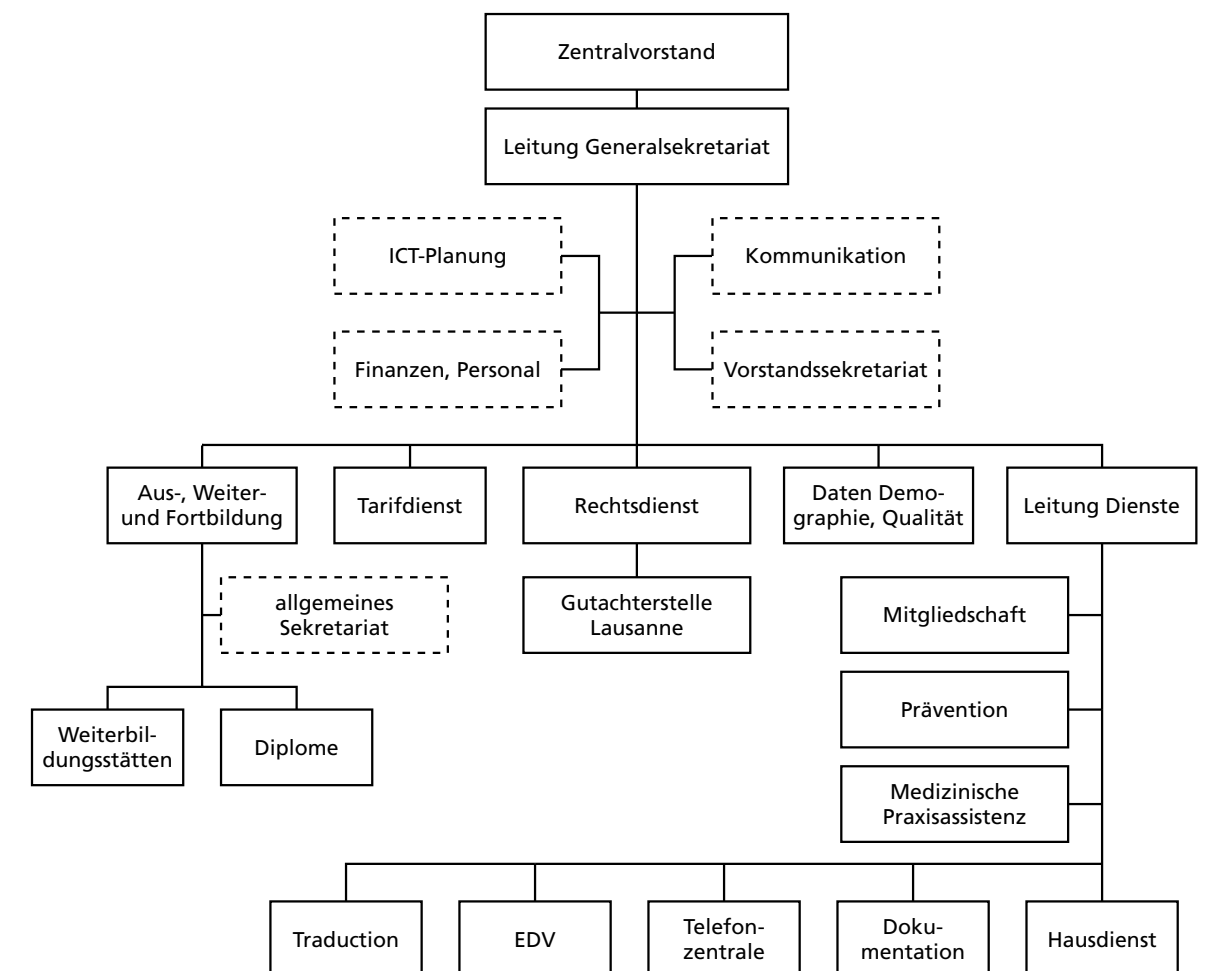 Zentralvorstand
Leitung Generalsekretariat
ICT-Planung
Kommunikation
Finanzen, Personal
Vorstandssekretariat
Aus-, Weiter-
und Fortbildung
Tarifdienst
Rechtsdienst
Daten Demo-
graphie, Qualität
Leitung Dienste
allgemeines
Sekretariat
Gutachterstelle
Lausanne
Mitgliedschaft
Prävention
Weiterbil-
dungsstätten
Diplome
Medizinische
Praxisassistenz
Traduction
EDV
Telefon-
zentrale
Doku-
mentation
Hausdienst